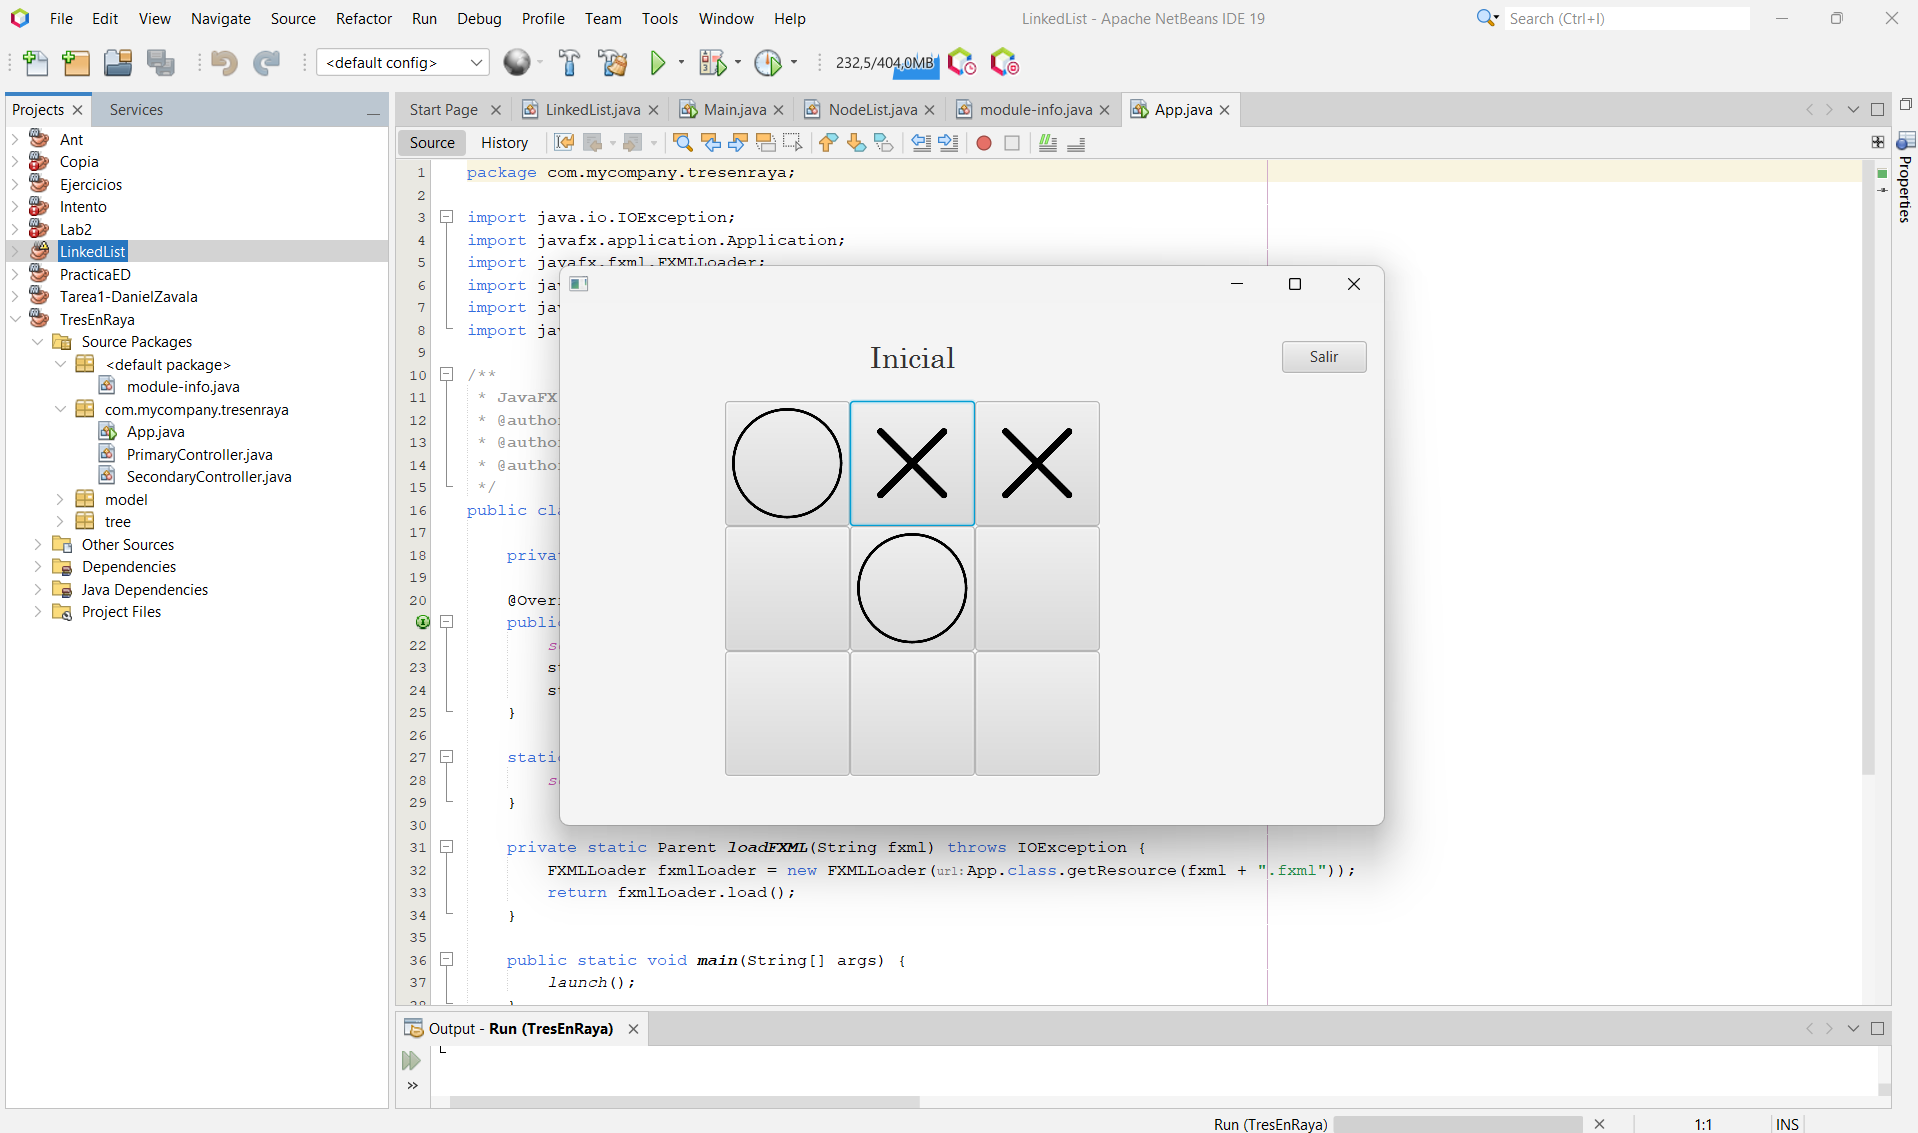 File Edit View Navigate Source Refactor Run Debug Profile Team Tools Window Help
LinkedList - Apache NetBeans IDE 19
Search (Ctrl+I)
<default config>
232,5/404,0MB
Projects Services
Ant
Copia
Ejercicios
Intento
Lab2
LinkedList
PracticaED
Tarea1-DanielZavala
TresEnRaya
Source Packages
<default package>
module-info.java
com.mycompany.tresenraya
App.java
PrimaryController.java
SecondaryController.java
model
tree
Other Sources
Dependencies
Java Dependencies
Project Files
Start Page LinkedList.java Main.java NodeList.java module-info.java App.java
Source History
1 package com.mycompany.tresenraya;
2
3 import java.io.IOException;
4 import javafx.application.Application;
5 import javafx.fxml.FXMLLoader;
6 import ja
7 import ja
8 import ja
9
10 /**
11 * JavaFX
12 * @autho
13 * @autho
14 * @autho
15 */
16 public cl
17
18 priva
19
20 @Over
publi
22 s
23 s
24 s
25 }
26
27 stati
28 s
29 }
30
31 private static Parent loadFXML(String fxml) throws IOException {
32 FXMLLoader fxmlLoader = new FXMLLoader(url:App.class.getResource(fxml + ".fxml"));
33 return fxmlLoader.load();
34 }
35
36 public static void main(String[] args) {
37 launch();
38 }
Inicial
Salir
Properties
Output - Run (TresEnRaya)
Run (TresEnRaya)
1:1
INS